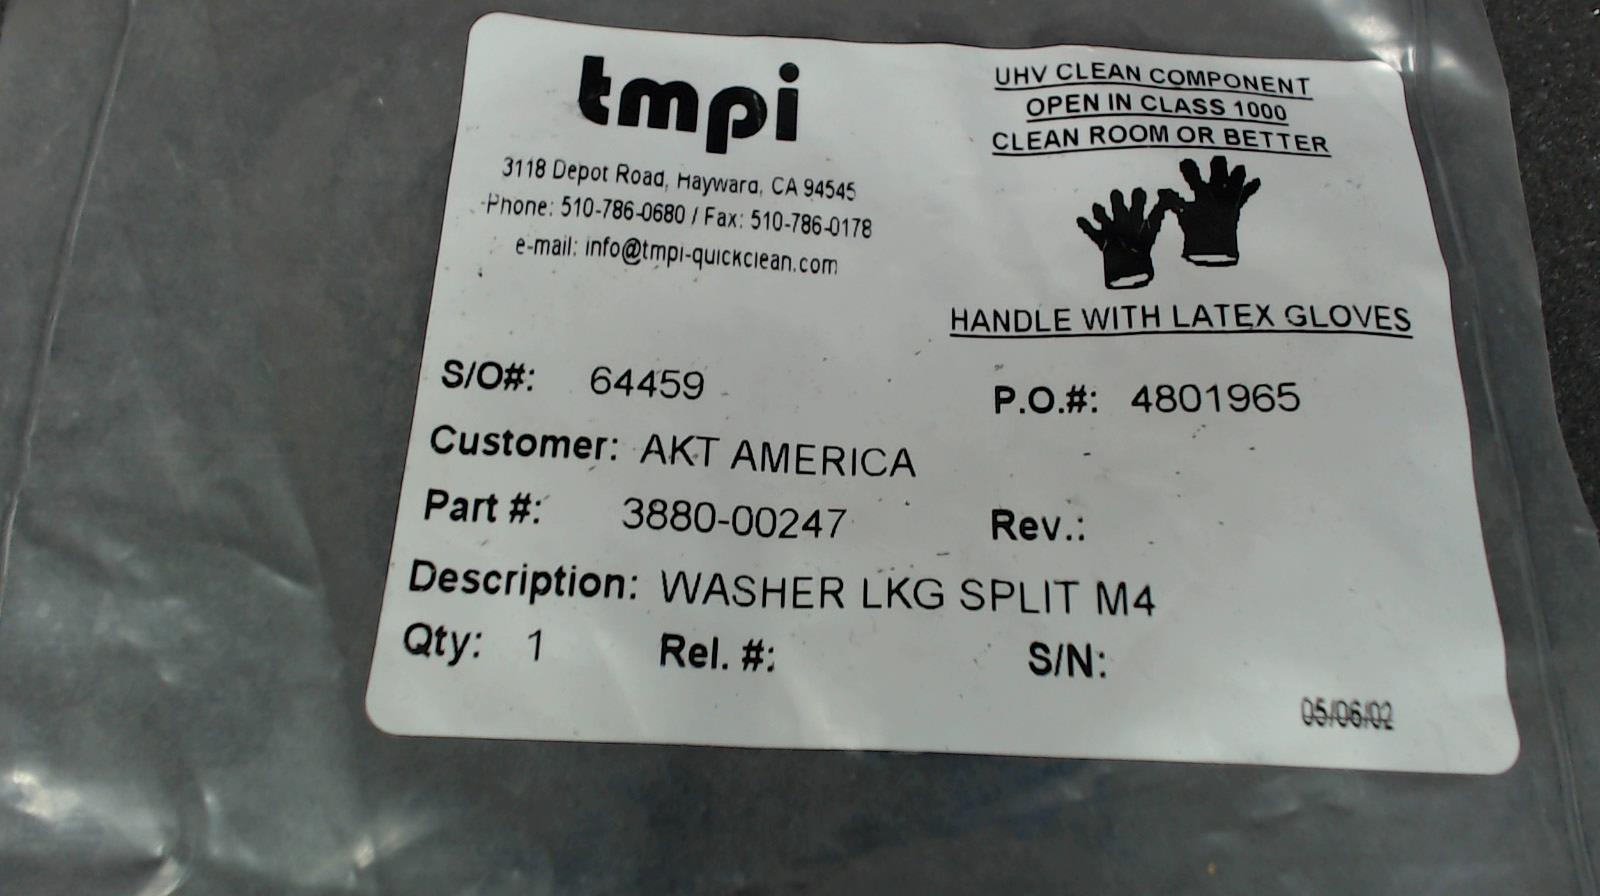 tmpi
3118 Depot Road, Hayward, CA 94545
Phone: 510-786-0680 / Fax: 510-786-0178
e-mail: info@tmpi-quickclean.com
UHV CLEAN COMPONENT
OPEN IN CLASS 1000
CLEAN ROOM OR BETTER
HANDLE WITH LATEX GLOVES
S/O#: 64459 P.O.#: 4801965
Customer: AKT AMERICA
Part #: 3880-00247 Rev.:
Description: WASHER LKG SPLIT M4
Qty: 1 Rel. #: S/N:
05/06/02